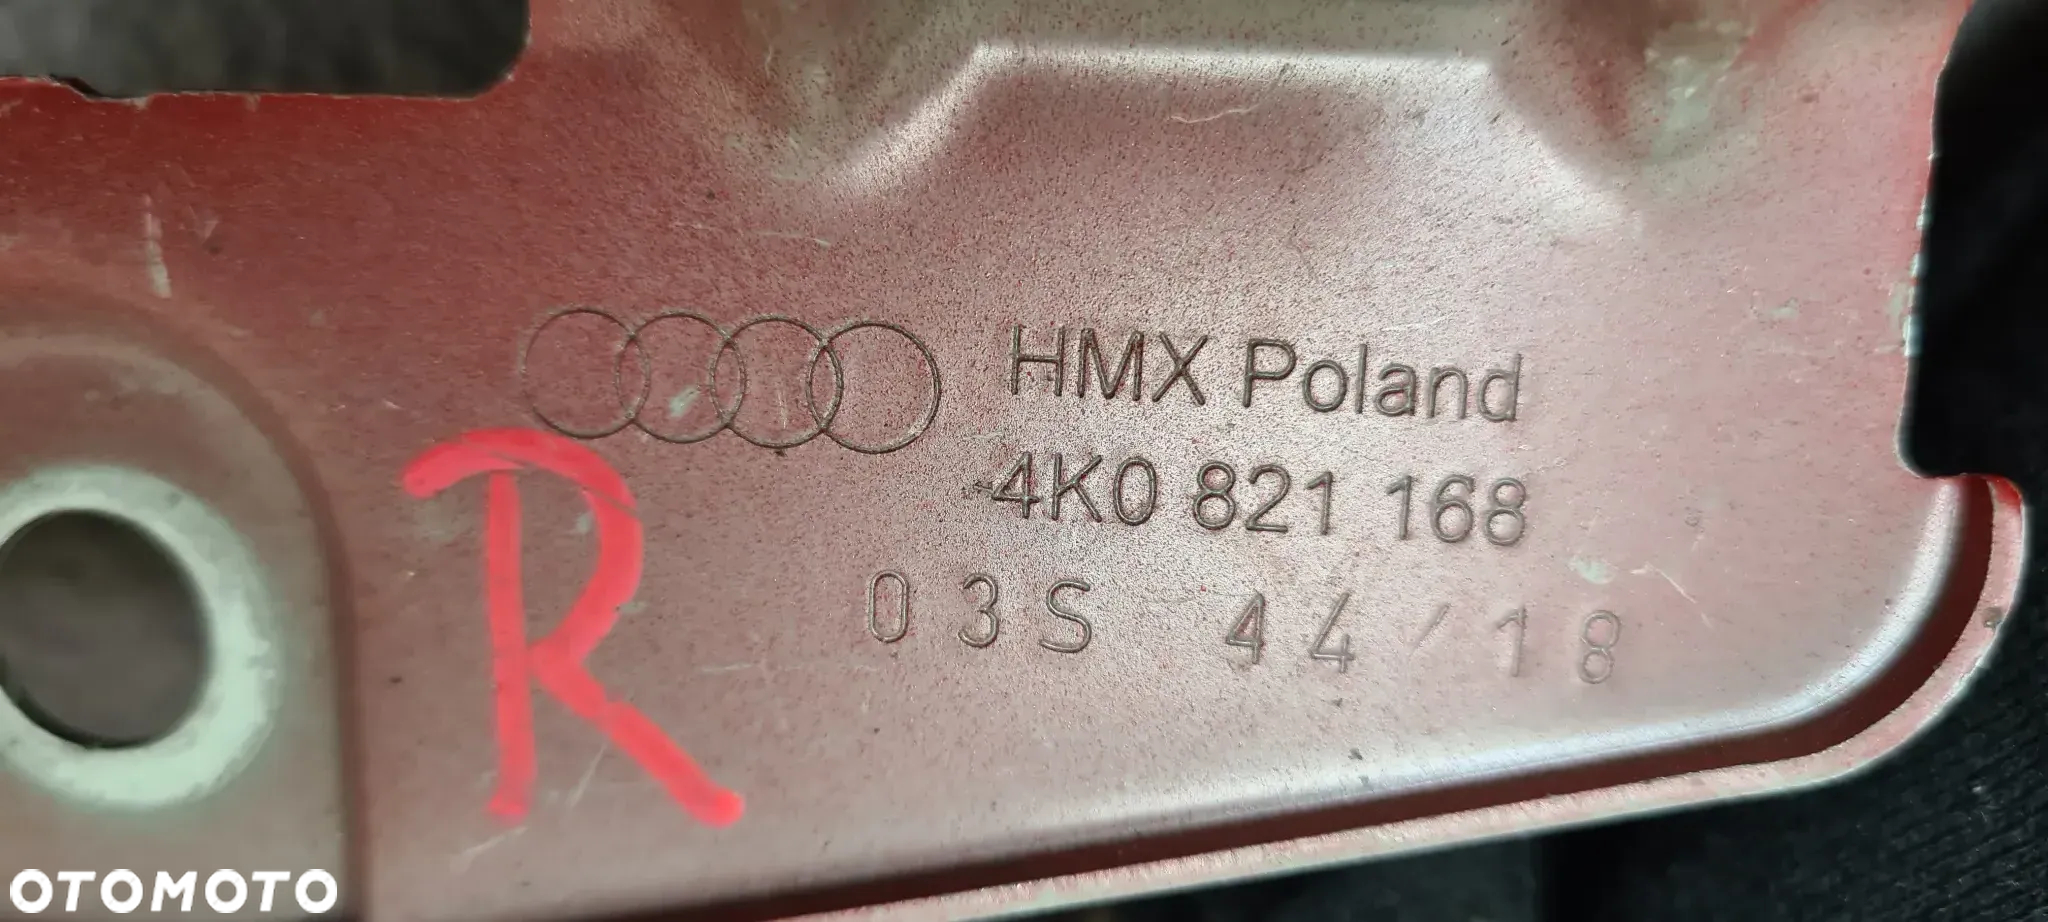 HMX Poland
4K0 821 168
03S 44/18
R
OTOMOTO